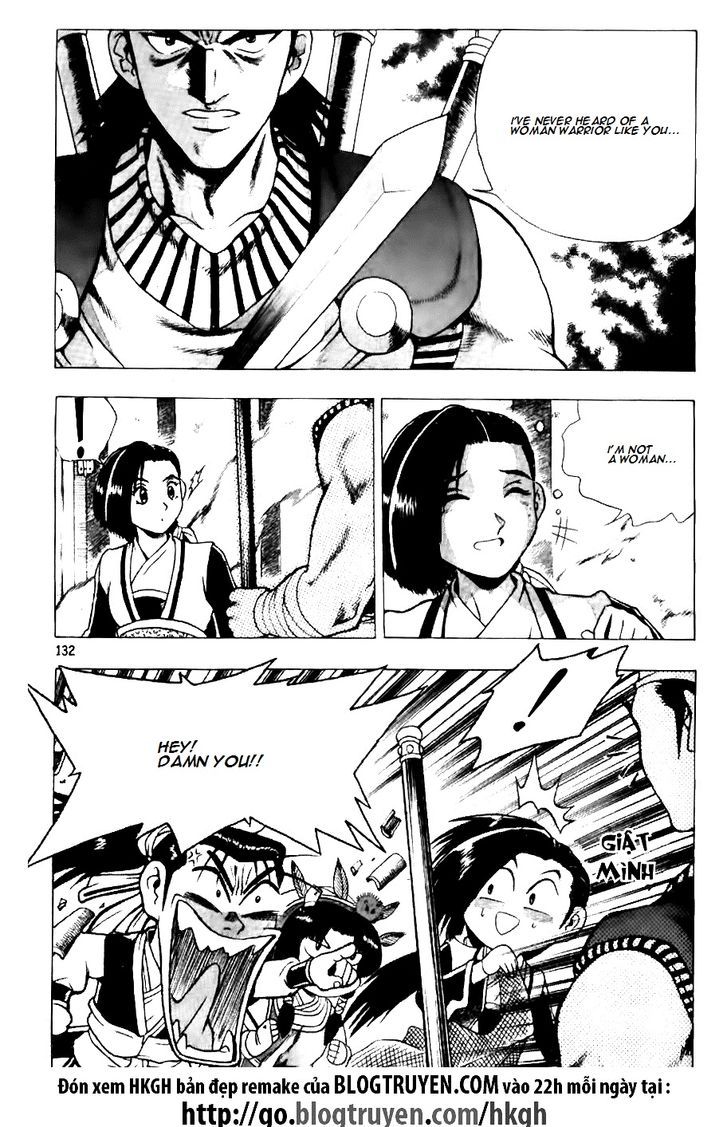 I'VE NEVER HEARD OF A
WOMAN WARRIOR LIKE YOU...
!
I'M NOT
A WOMAN...
132
HEY!
DAMN YOU!!
!
GIẬT
MÌNH
Đón xem HKGH bản đẹp remake của BLOGTRUYEN.COM vào 22h mỗi ngày tại :
http://go.blogtruyen.com/hkgh